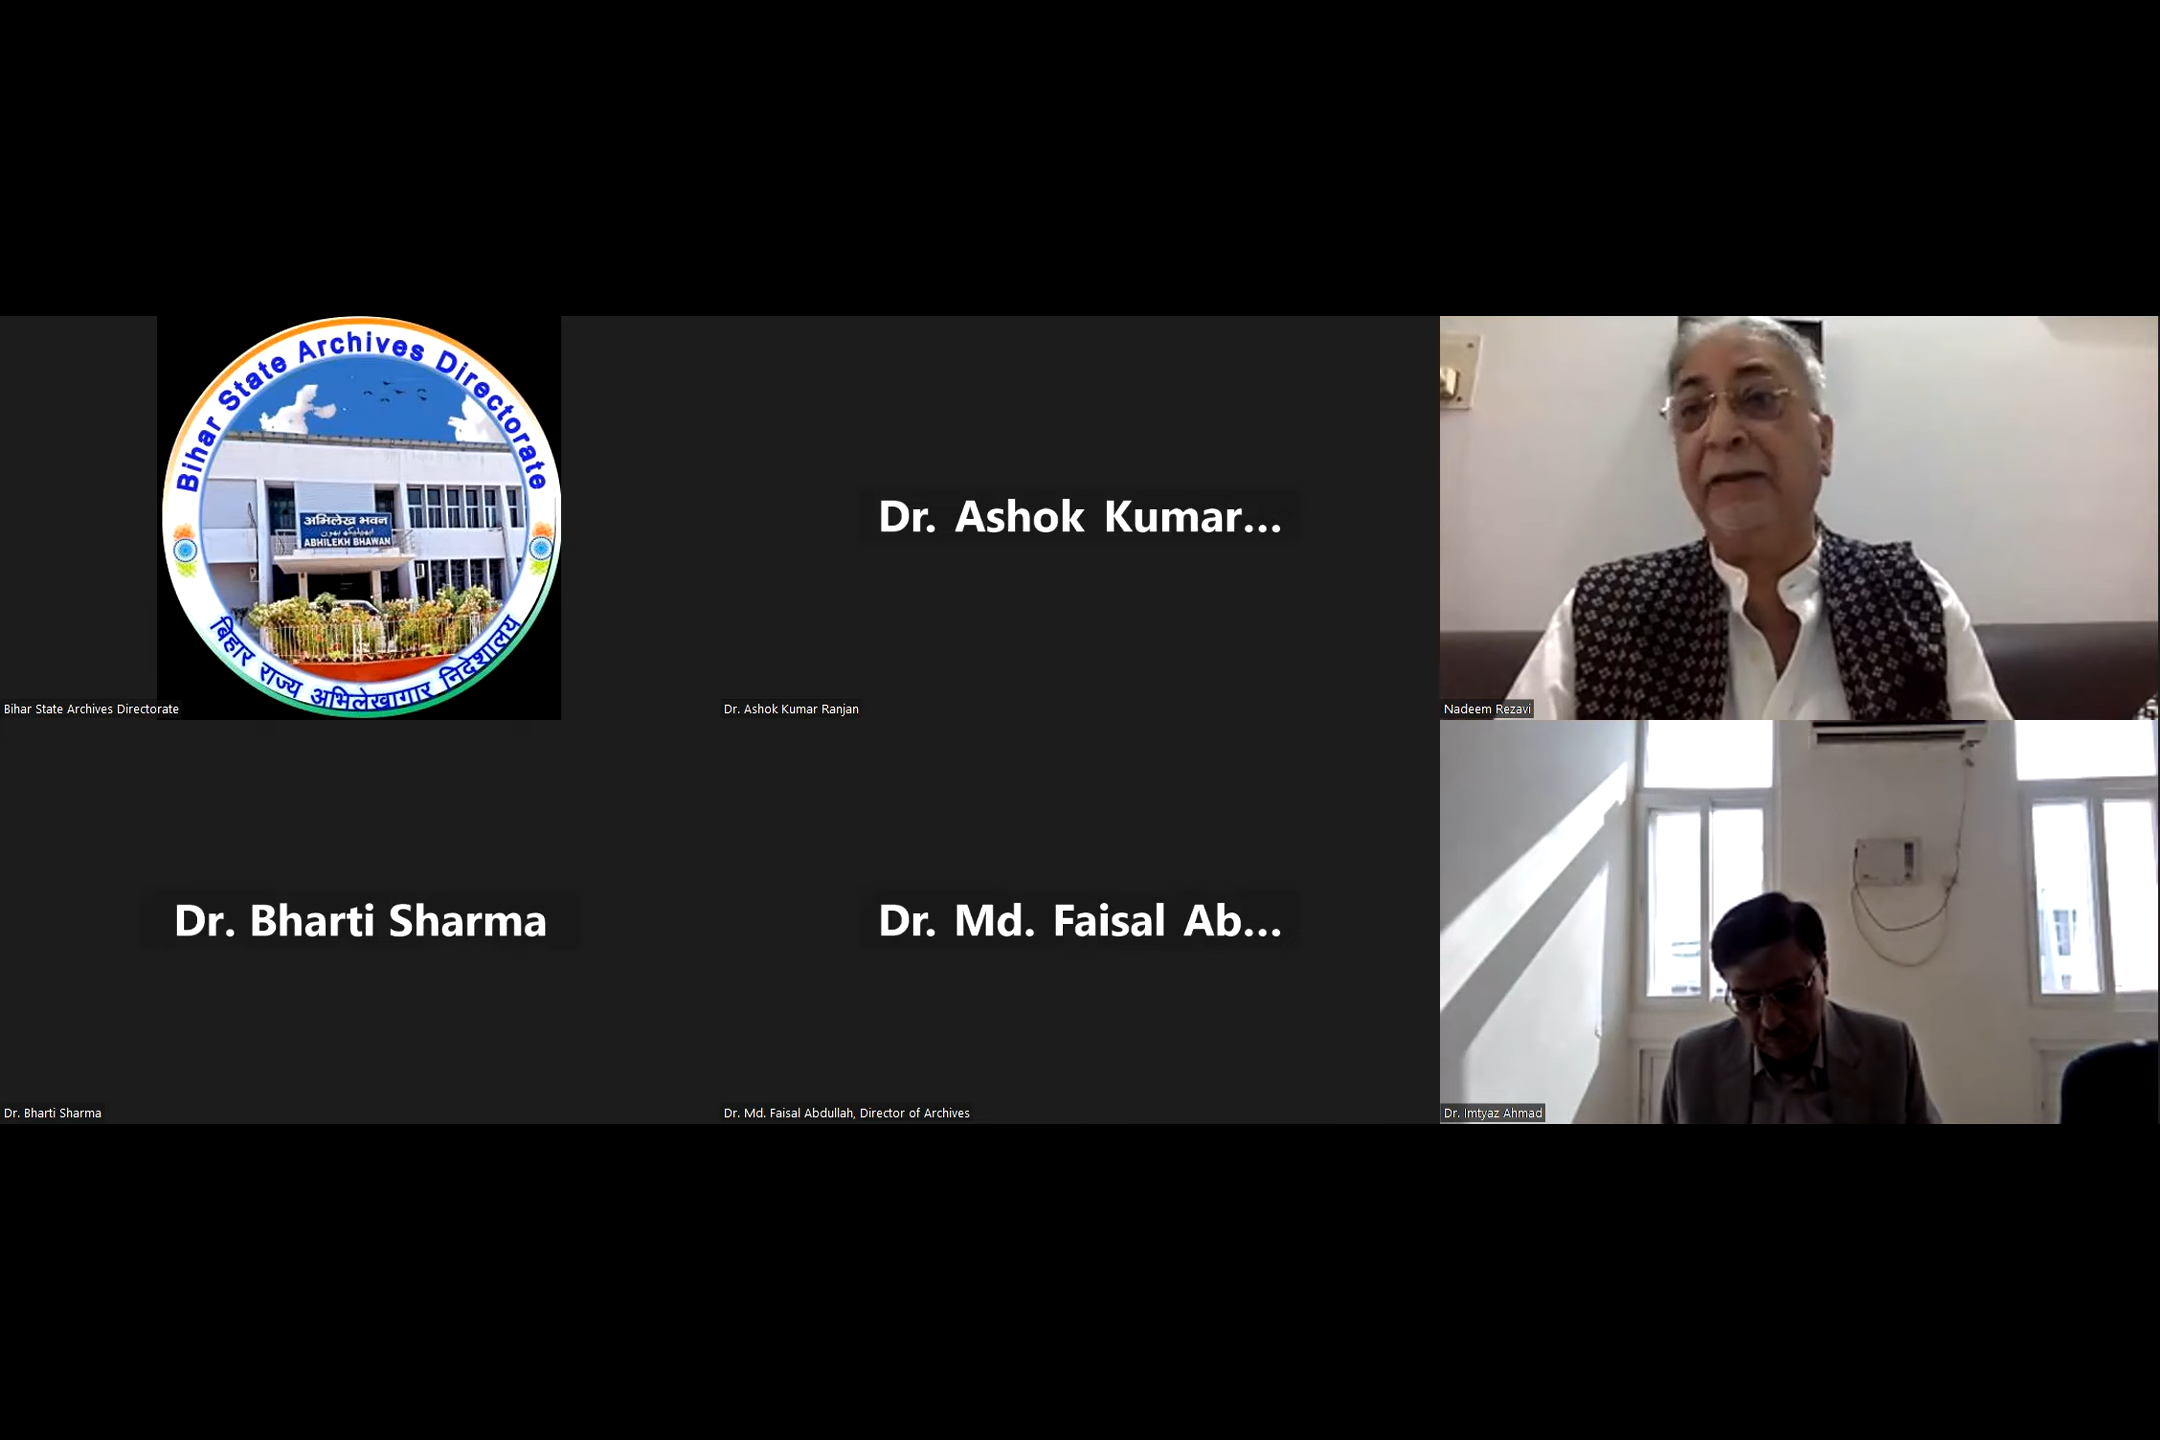 Bihar State Archives Directorate
अभिलेख भवन
ABHILEKH BHAWAN
बिहार राज्य अभिलेखागार निदेशालय
Bihar State Archives Directorate
Dr. Ashok Kumar...
Dr. Ashok Kumar Ranjan
Nadeem Rezavi
Dr. Bharti Sharma
Dr. Bharti Sharma
Dr. Md. Faisal Ab...
Dr. Md. Faisal Abdullah, Director of Archives
Dr. Imtyaz Ahmad